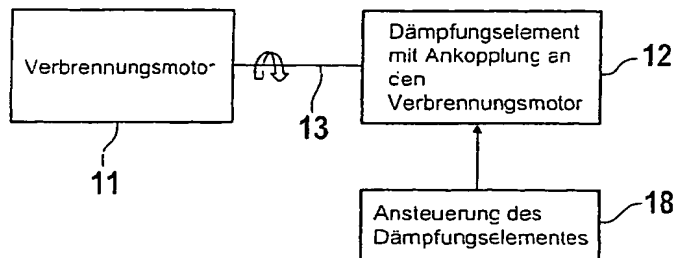 Verbrennungsmotor
11
13
Dämpfungselement
mit Ankopplung an
den
Verbrennungsmotor
12
Ansteuerung des
Dämpfungselementes
18